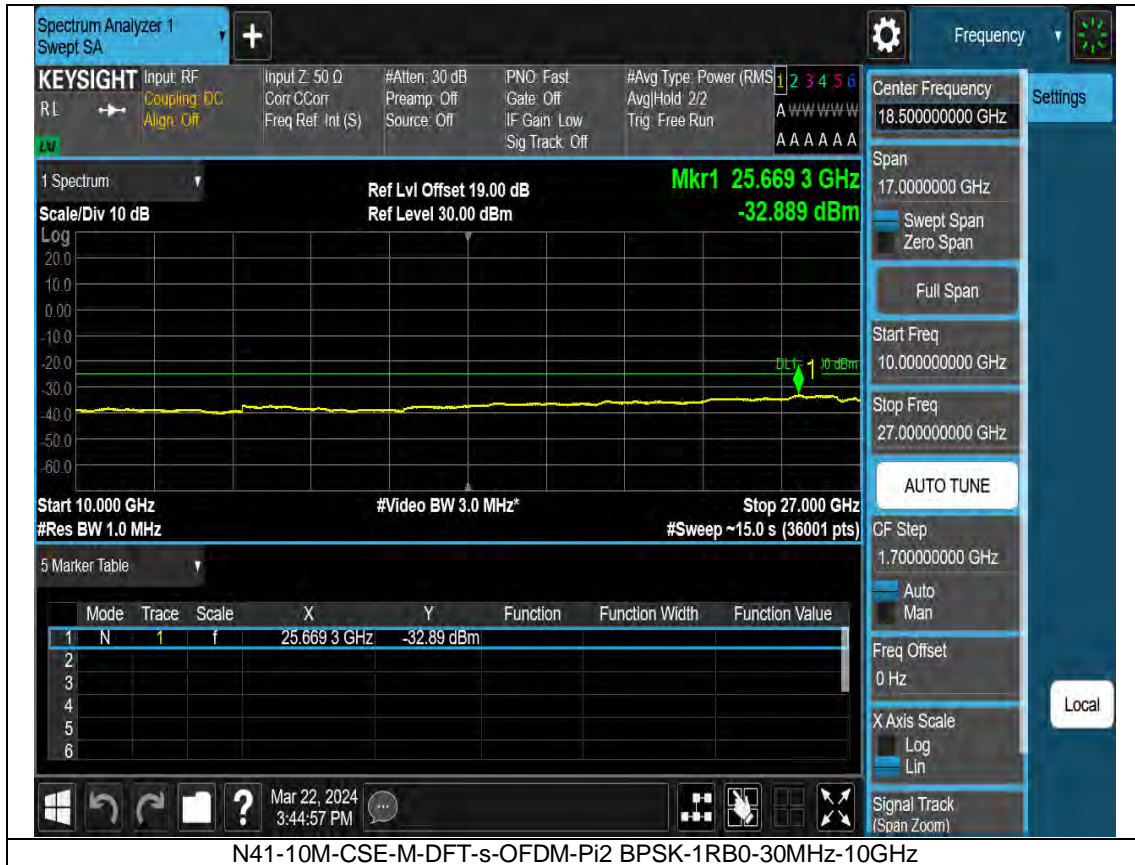 Spectrum Analyzer 1
Swept SA
Frequency
KEYSIGHT
RL
Input: RF
Coupling: DC
Align: Off
Input Z: 50 Ω
Corr CCorr
Freq Ref: Int (S)
#Atten: 30 dB
Preamp: Off
Source: Off
PNO: Fast
Gate: Off
IF Gain: Low
Sig Track: Off
#Avg Type: Power (RMS
Avg|Hold: 2/2
Trig: Free Run
1 2 3 4 5 6
A W W W W W
A A A A A A
1 Spectrum
Scale/Div 10 dB
Ref Lvl Offset 19.00 dB
Ref Level 30.00 dBm
Mkr1 25.669 3 GHz
-32.889 dBm
Log
20.0
10.0
0.00
-10.0
-20.0
-30.0
-40.0
-50.0
-60.0
1
Start 10.000 GHz
#Video BW 3.0 MHz*
Stop 27.000 GHz
#Res BW 1.0 MHz
#Sweep ~15.0 s (36001 pts)
5 Marker Table
Mode Trace Scale X Y Function Function Width Function Value
1 N 1 f 25.669 3 GHz -32.89 dBm
2
3
4
5
6
Mar 22, 2024
3:44:57 PM
Center Frequency
18.500000000 GHz
Span
17.0000000 GHz
Swept Span
Zero Span
Full Span
Start Freq
10.000000000 GHz
Stop Freq
27.000000000 GHz
AUTO TUNE
CF Step
1.700000000 GHz
Auto
Man
Freq Offset
0 Hz
X Axis Scale
Log
Lin
Signal Track
(Span Zoom)
Settings
Local
N41-10M-CSE-M-DFT-s-OFDM-Pi2 BPSK-1RB0-30MHz-10GHz